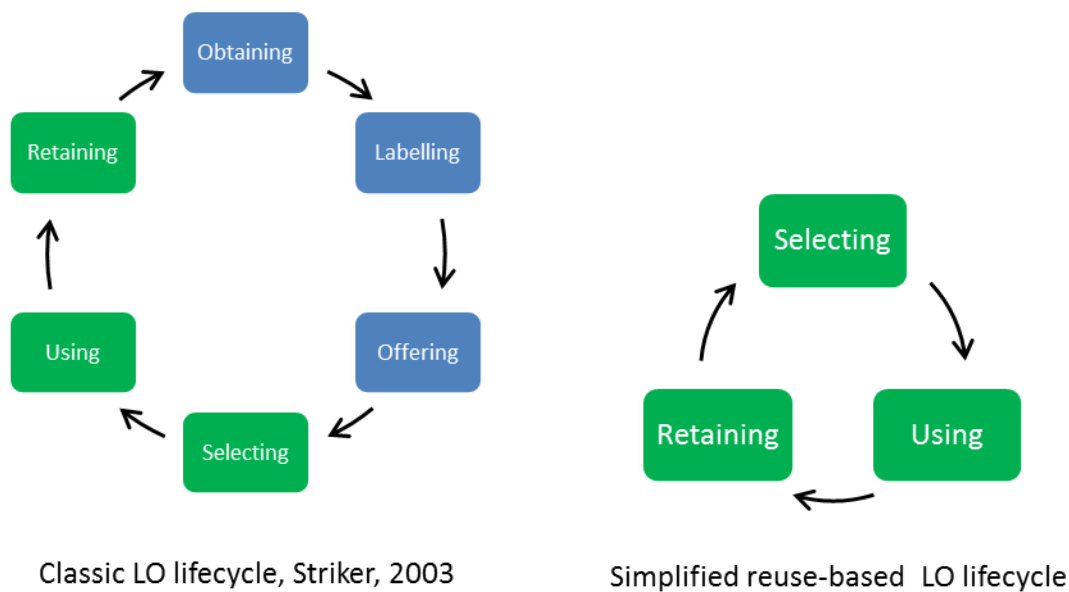 Obtaining
Labelling
Offering
Selecting
Using
Retaining
Classic LO lifecycle, Striker, 2003
Selecting
Using
Retaining
Simplified reuse-based LO lifecycle